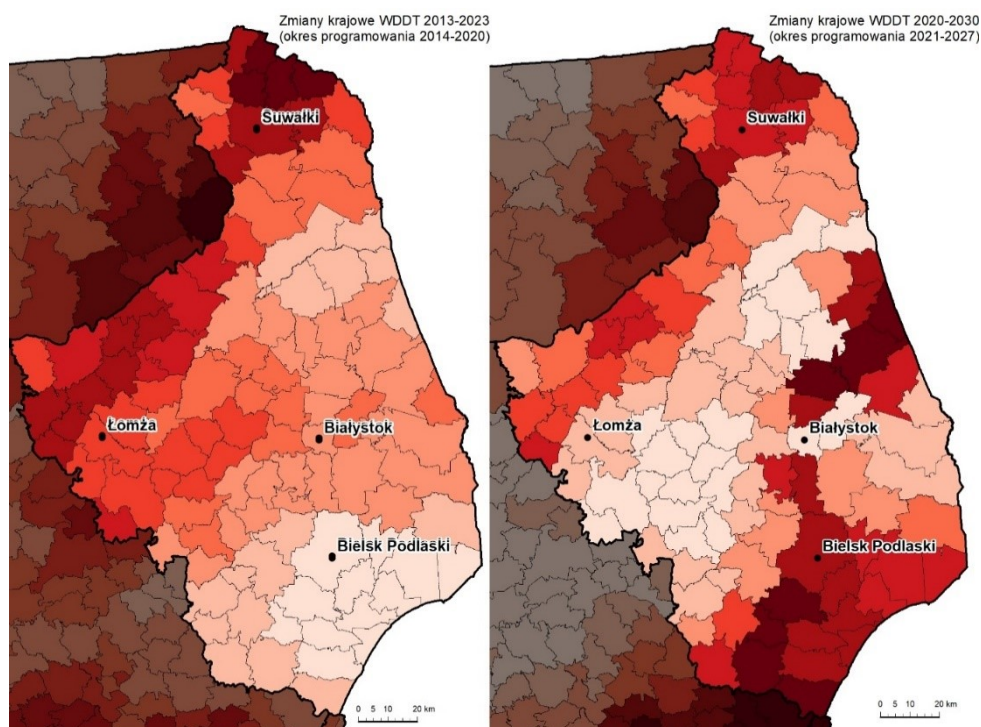 Zmiany krajowe WDDT 2013-2023
(okres programowania 2014-2020)
Suwałki
Łomża
Białystok
Bielsk Podlaski
0 5 10 20 km
Zmiany krajowe WDDT 2020-2030
(okres programowania 2021-2027)
Suwałki
Łomża
Białystok
Bielsk Podlaski
0 5 10 20 km